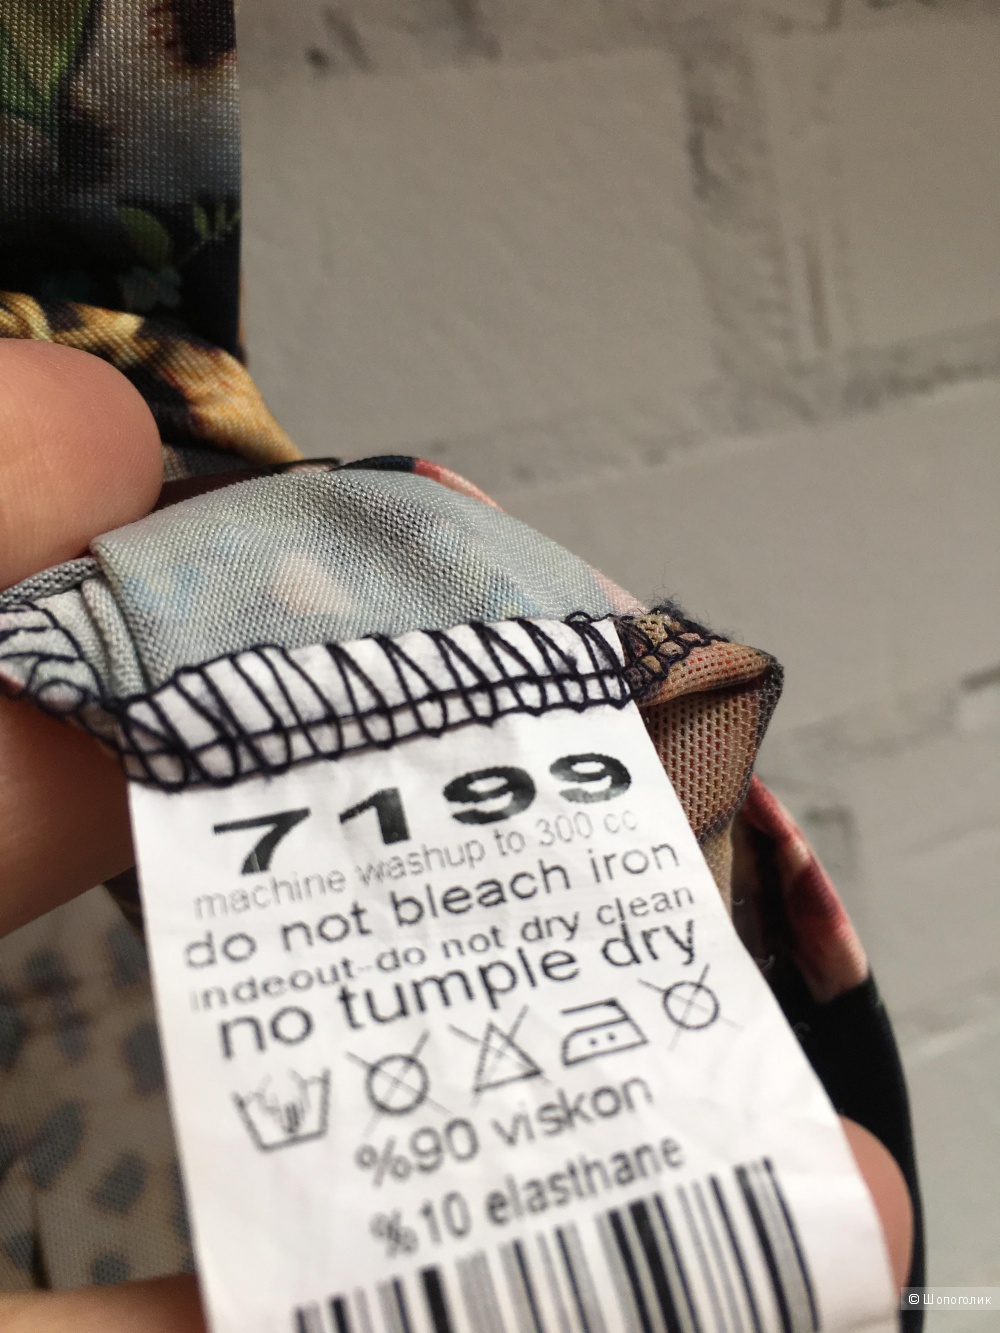 7199
machine washup to 300 cc
do not bleach iron
indeout-do not dry clean
no tumple dry
%90 viskon
%10 elasthane
© Шопоголик